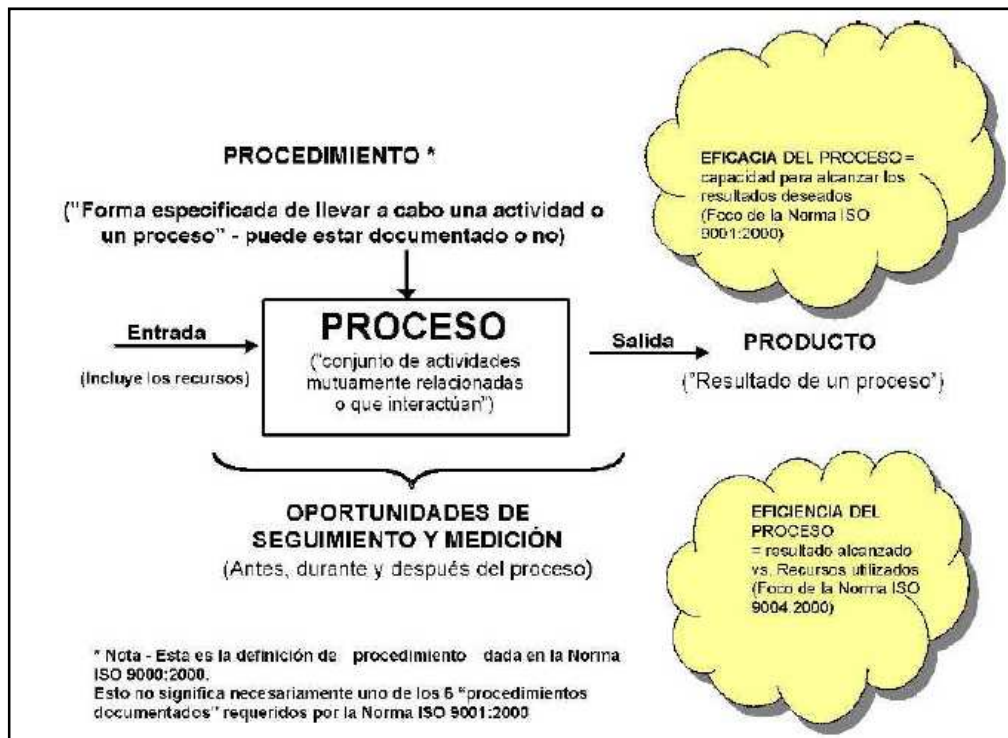 PROCEDIMIENTO *
("Forma especificada de llevar a cabo una actividad o
un proceso" - puede estar documentado o no)
EFICACIA DEL PROCESO =
capacidad para alcanzar los
resultados deseados
(Foco de la Norma ISO
9001:2000)
Entrada
(Incluye los recursos)
PROCESO
("conjunto de actividades
mutuamente relacionadas
o que interactúan")
Salida
PRODUCTO
("Resultado de un proceso")
OPORTUNIDADES DE
SEGUIMIENTO Y MEDICIÓN
(Antes, durante y después del proceso)
EFICIENCIA DEL
PROCESO
= resultado alcanzado
vs. Recursos utilizados
(Foco de la Norma ISO
9004:2000)
* Nota - Esta es la definición de procedimiento dada en la Norma
ISO 9000:2000.
Esto no significa necesariamente uno de los 6 "procedimientos
documentados" requeridos por la Norma ISO 9001:2000